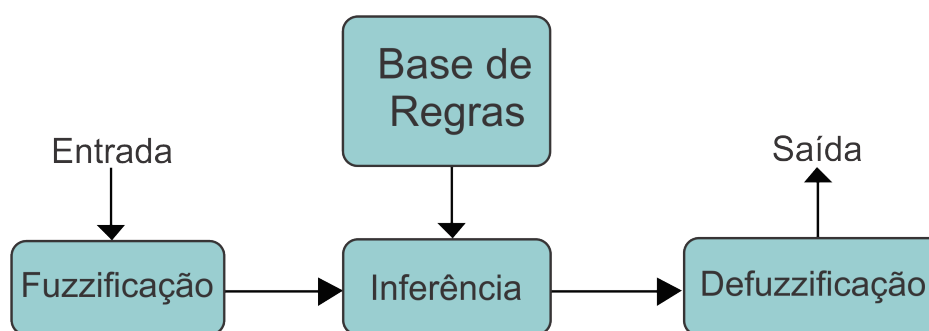 Base de
Regras
Entrada
Saída
Fuzzificação
Inferência
Defuzzificação